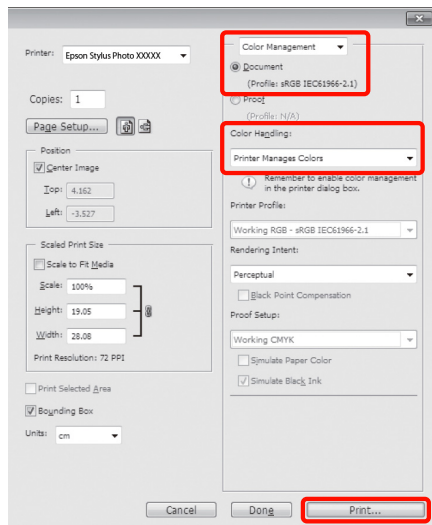 Printer: Epson Stylus Photo XXXXX
Copies: 1
Page Setup...
Position
Center Image
Top: 4.162
Left: -3.527
Scaled Print Size
Scale to Fit Media
Scale: 100%
Height: 19.05
Width: 28.08
Print Resolution: 72 PPI
Print Selected Area
Bounding Box
Units: cm
Color Management
Document
(Profile: sRGB IEC61966-2.1)
Proof
(Profile: N/A)
Color Handling:
Printer Manages Colors
Remember to enable color management
in the printer dialog box.
Printer Profile:
Working RGB - sRGB IEC61966-2.1
Rendering Intent:
Perceptual
Black Point Compensation
Proof Setup:
Working CMYK
Simulate Paper Color
Simulate Black Ink
Cancel
Done
Print...